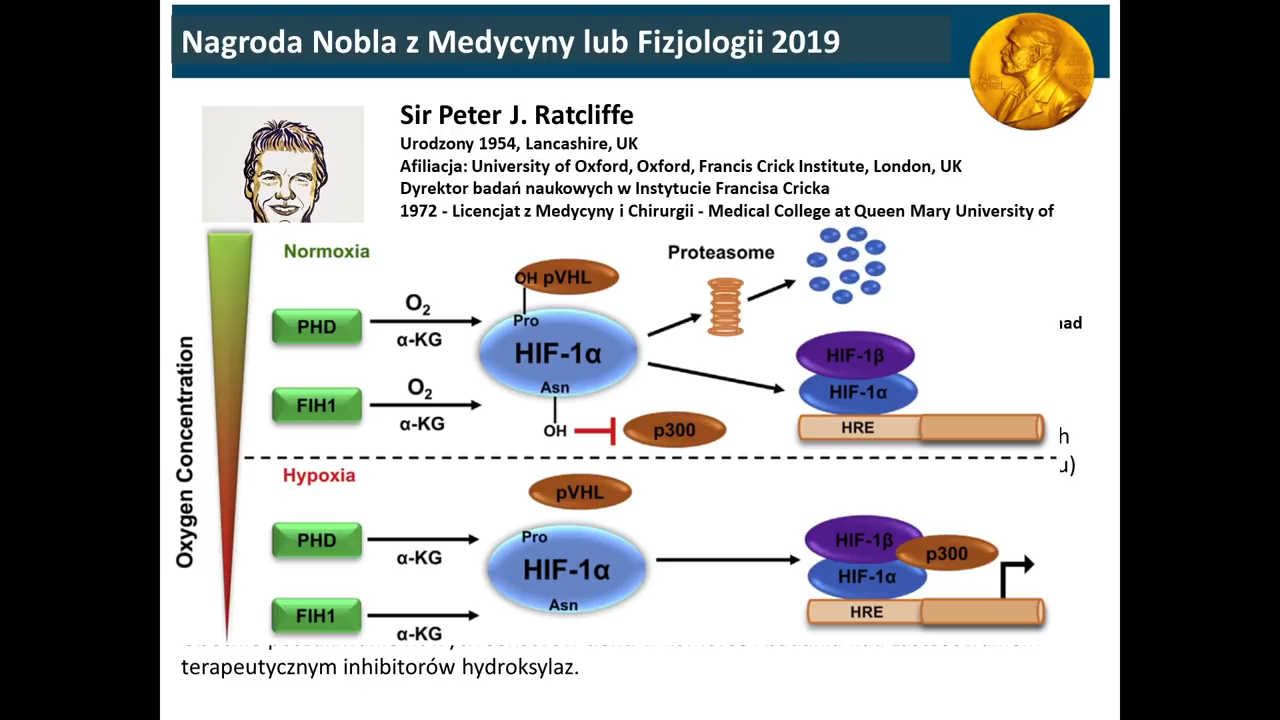 Nagroda Nobla z Medycyny lub Fizjologii 2019
Sir Peter J. Ratcliffe
Urodzony 1954, Lancashire, UK
Afiliacja: University of Oxford, Oxford, Francis Crick Institute, London, UK
Dyrektor badań naukowych w Instytucie Francisa Cricka
1972 - Licencjat z Medycyny i Chirurgii - Medical College at Queen Mary University of
Oxygen Concentration
Normoxia
Proteasome
OH pVHL
PHD
O2
α-KG
Pro
HIF-1α
Asn
OH
FIH1
O2
α-KG
p300
HIF-1β
HIF-1α
HRE
h
u)
Hypoxia
pVHL
PHD
α-KG
Pro
HIF-1α
Asn
FIH1
α-KG
HIF-1β
p300
HIF-1α
HRE
terapeutycznym inhibitorów hydroksylaz.